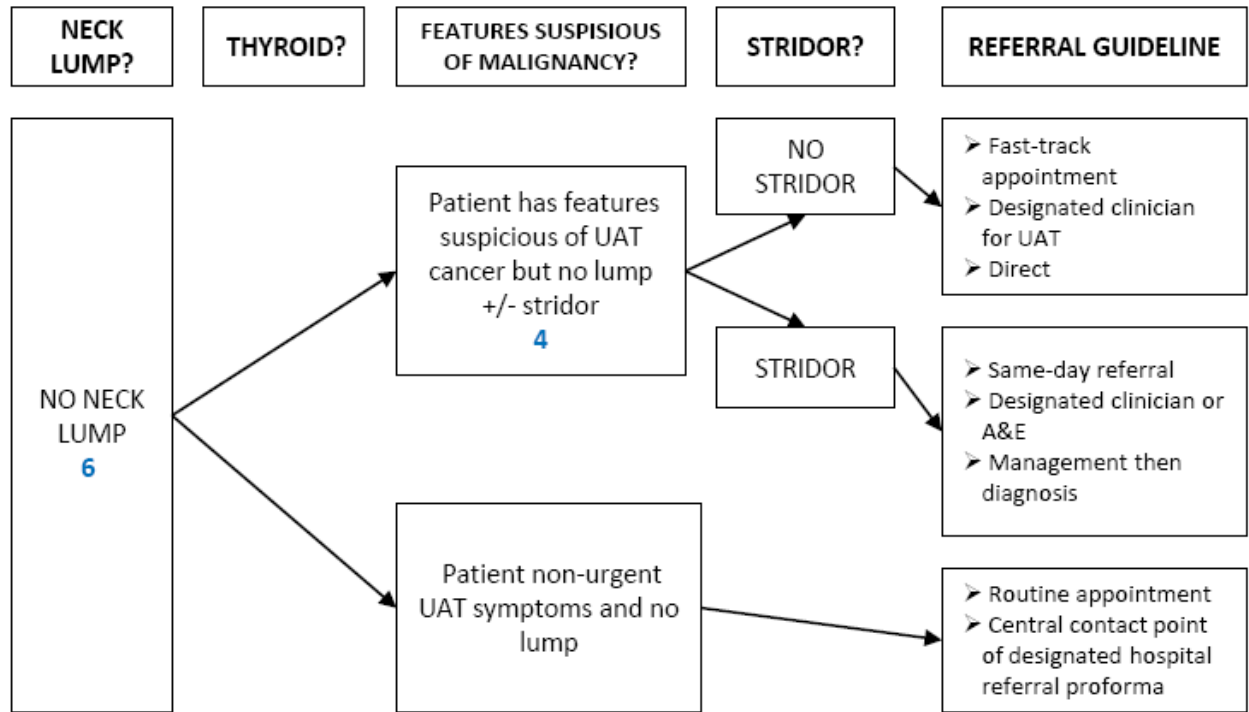 NECK
LUMP?
THYROID?
FEATURES SUSPISIOUS
OF MALIGNANCY?
STRIDOR?
REFERRAL GUIDELINE
NO NECK
LUMP
6
Patient has features
suspicious of UAT
cancer but no lump
+/- stridor
4
NO
STRIDOR
➢ Fast-track
appointment
➢ Designated clinician
for UAT
➢ Direct
STRIDOR
➢ Same-day referral
➢ Designated clinician or
A&E
➢ Management then
diagnosis
Patient non-urgent
UAT symptoms and no
lump
➢ Routine appointment
➢ Central contact point
of designated hospital
referral proforma